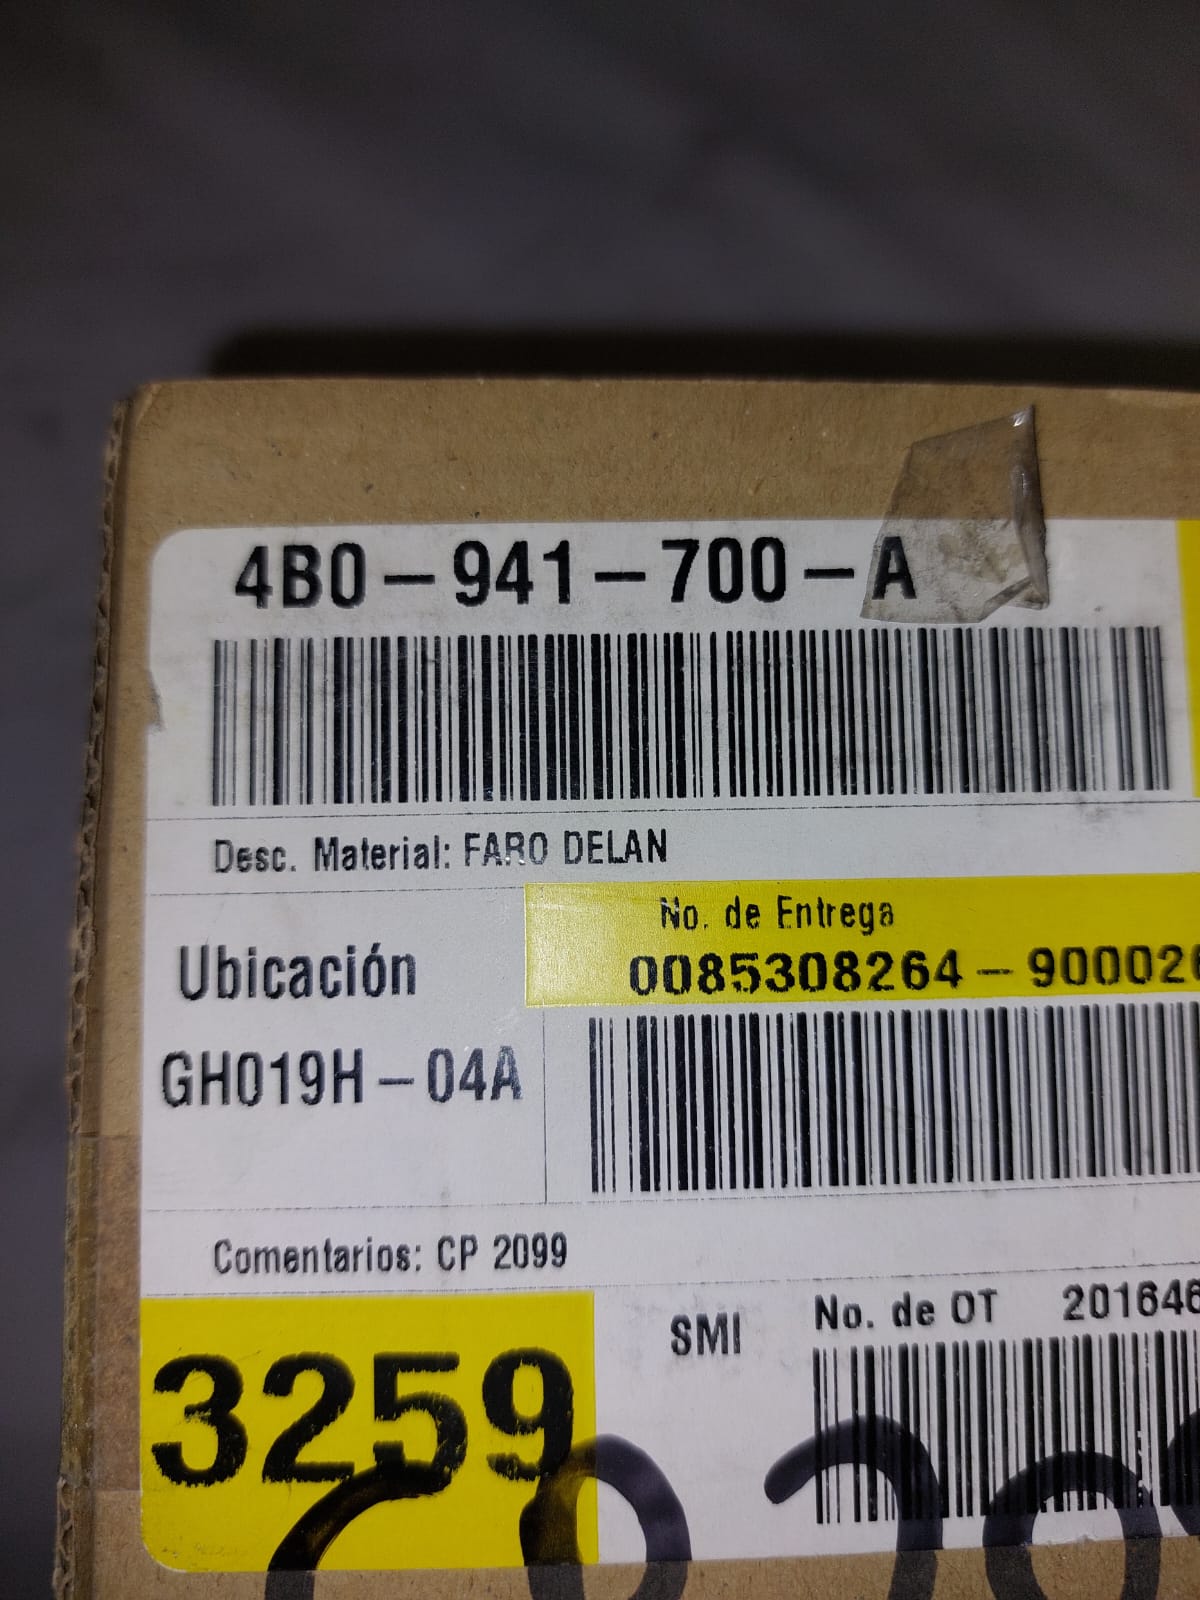 4B0-941-700-A
Desc. Material: FARO DELAN
No. de Entrega
0085308264-900026
Ubicación
GH019H-04A
Comentarios: CP 2099
3259
SMI
No. de OT 201646